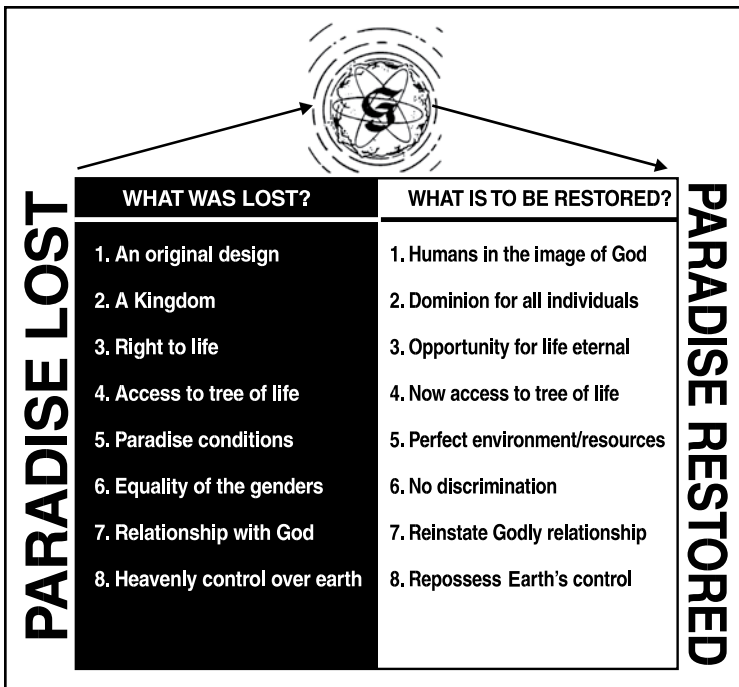 G
PARADISE LOST
WHAT WAS LOST?
1. An original design
2. A Kingdom
3. Right to life
4. Access to tree of life
5. Paradise conditions
6. Equality of the genders
7. Relationship with God
8. Heavenly control over earth
WHAT IS TO BE RESTORED?
1. Humans in the image of God
2. Dominion for all individuals
3. Opportunity for life eternal
4. Now access to tree of life
5. Perfect environment/resources
6. No discrimination
7. Reinstate Godly relationship
8. Repossess Earth's control
PARADISE RESTORED